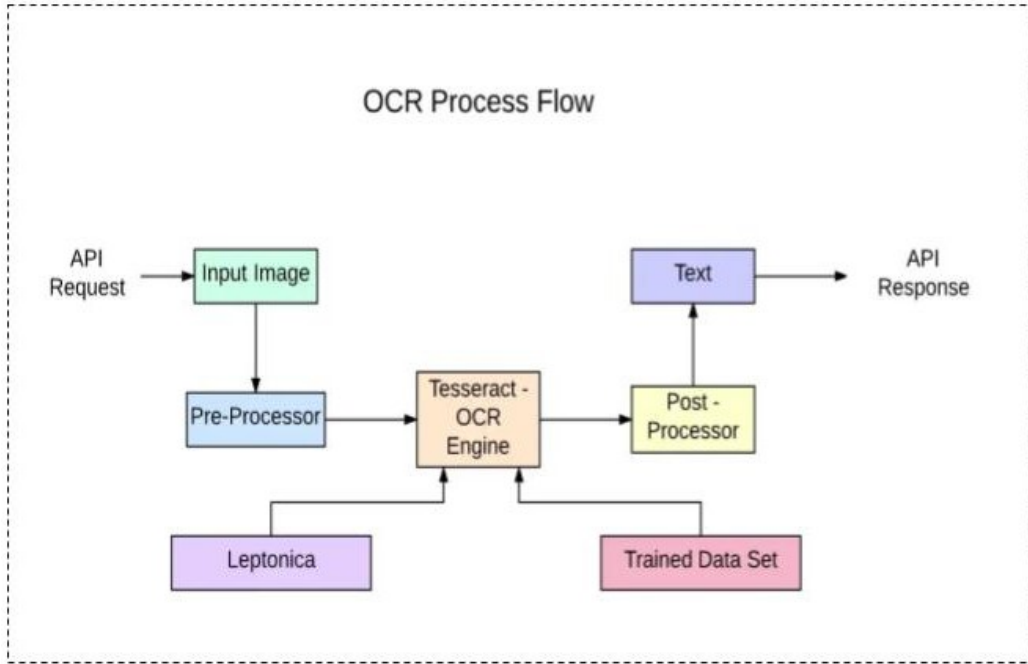 OCR Process Flow
API
Request
Input Image
Text
API
Response
Pre-Processor
Tesseract -
OCR
Engine
Post -
Processor
Leptonica
Trained Data Set